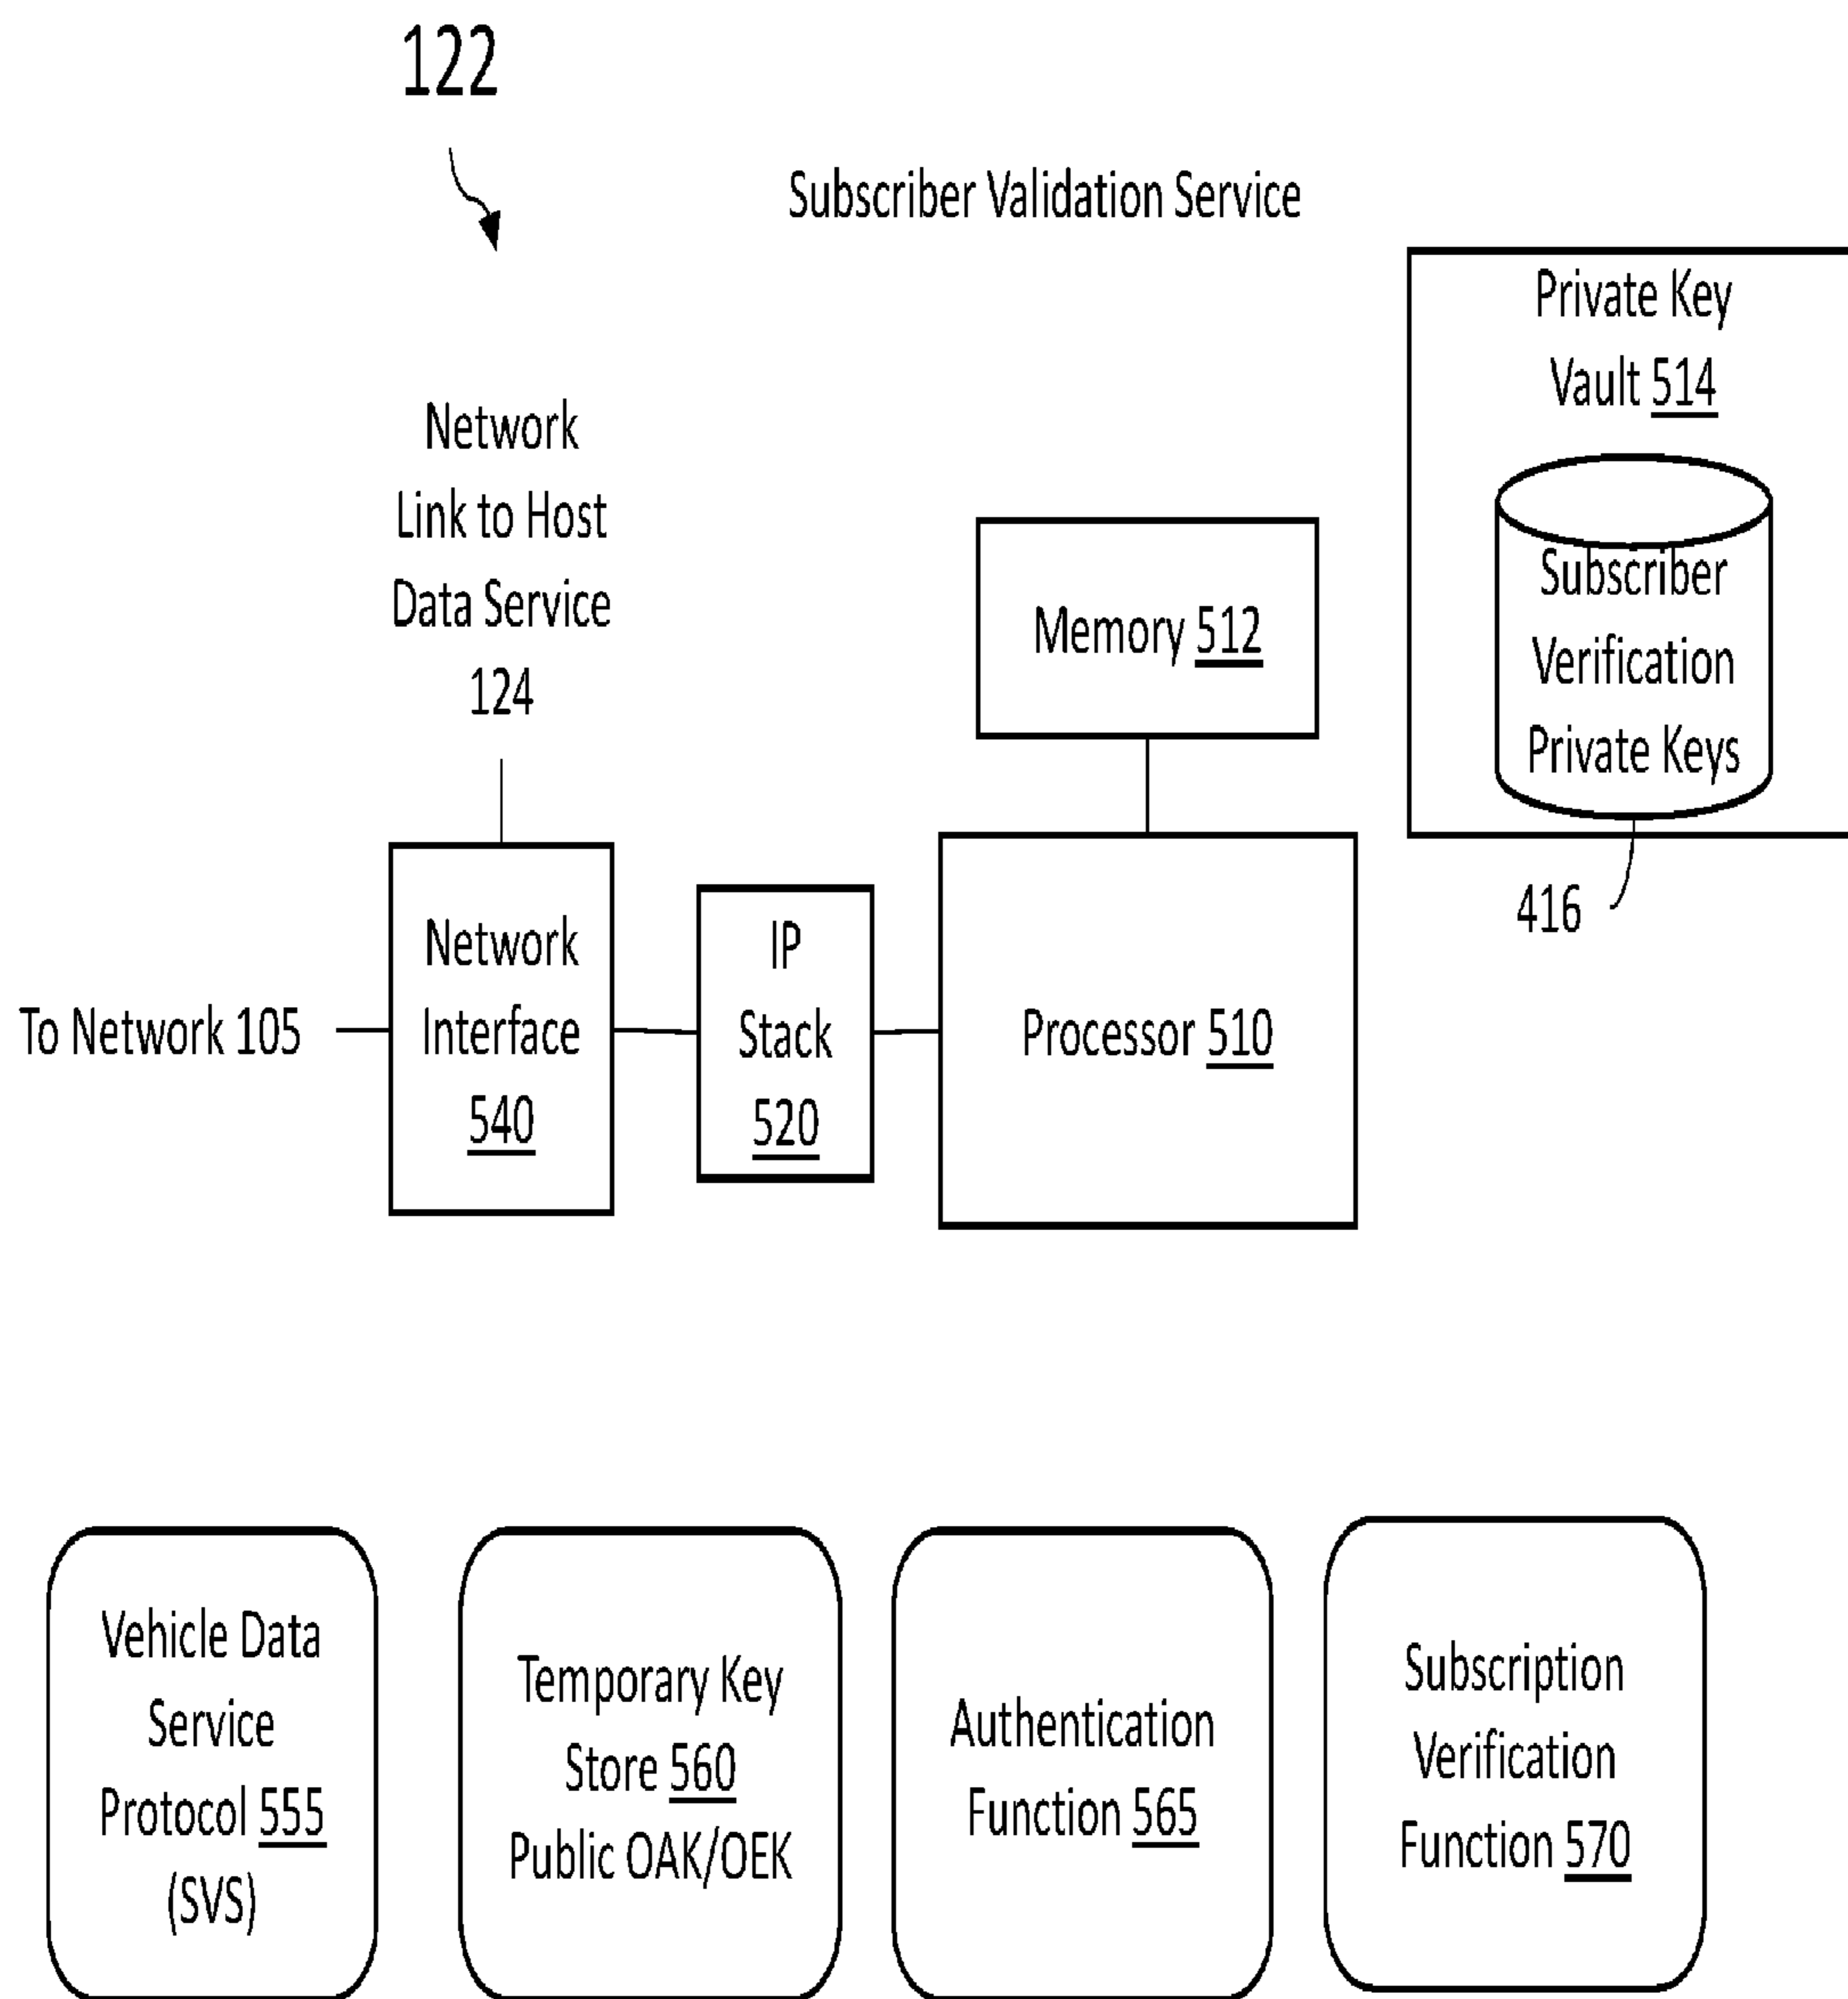 122
Subscriber Validation Service
Private Key
Vault 514
Subscriber
Verification
Private Keys
416
Network
Link to Host
Data Service
124
Memory 512
To Network 105
Network
Interface
540
IP
Stack
520
Processor 510
Vehicle Data
Service
Protocol 555
(SVS)
Temporary Key
Store 560
Public OAK/OEK
Authentication
Function 565
Subscription
Verification
Function 570